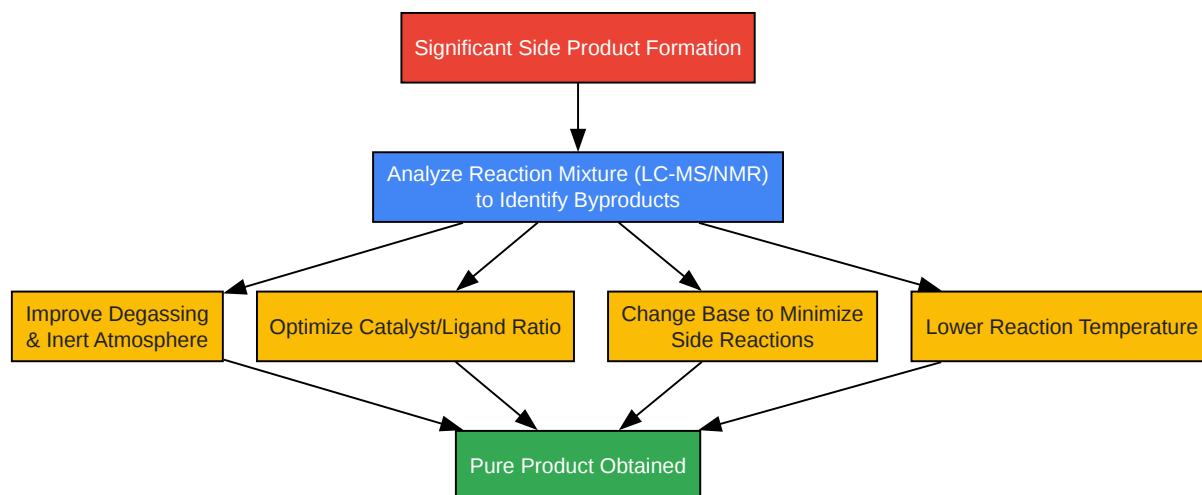 Significant Side Product Formation
Analyze Reaction Mixture (LC-MS/NMR)
to Identify Byproducts
Improve Degassing
& Inert Atmosphere
Optimize Catalyst/Ligand Ratio
Change Base to Minimize
Side Reactions
Lower Reaction Temperature
Pure Product Obtained